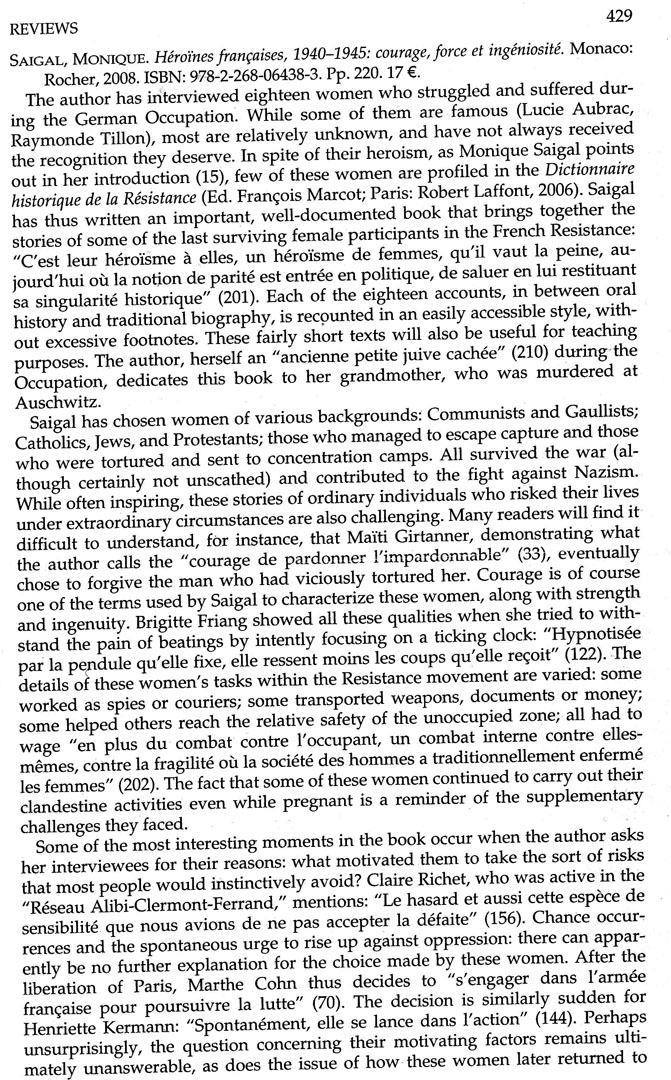 REVIEWS
429
SAIGAL, MONIQUE. Héroïnes françaises, 1940–1945: courage, force et ingéniosité. Monaco:
Rocher, 2008. ISBN: 978-2-268-06438-3. Pp. 220. 17 €.
The author has interviewed eighteen women who struggled and suffered dur-
ing the German Occupation. While some of them are famous (Lucie Aubrac,
Raymonde Tillon), most are relatively unknown, and have not always received
the recognition they deserve. In spite of their heroism, as Monique Saigal points
out in her introduction (15), few of these women are profiled in the Dictionnaire
historique de la Résistance (Ed. François Marcot; Paris: Robert Laffont, 2006). Saigal
has thus written an important, well-documented book that brings together the
stories of some of the last surviving female participants in the French Resistance:
"C'est leur héroïsme à elles, un héroïsme de femmes, qu'il vaut la peine, au-
jourd'hui où la notion de parité est entrée en politique, de saluer en lui restituant
sa singularité historique" (201). Each of the eighteen accounts, in between oral
history and traditional biography, is recounted in an easily accessible style, with-
out excessive footnotes. These fairly short texts will also be useful for teaching
purposes. The author, herself an "ancienne petite juive cachée" (210) during the
Occupation, dedicates this book to her grandmother, who was murdered at
Auschwitz.
Saigal has chosen women of various backgrounds: Communists and Gaullists;
Catholics, Jews, and Protestants; those who managed to escape capture and those
who were tortured and sent to concentration camps. All survived the war (al-
though certainly not unscathed) and contributed to the fight against Nazism.
While often inspiring, these stories of ordinary individuals who risked their lives
under extraordinary circumstances are also challenging. Many readers will find it
difficult to understand, for instance, that Maïti Girtanner, demonstrating what
the author calls the "courage de pardonner l'impardonnable" (33), eventually
chose to forgive the man who had viciously tortured her. Courage is of course
one of the terms used by Saigal to characterize these women, along with strength
and ingenuity. Brigitte Friang showed all these qualities when she tried to with-
stand the pain of beatings by intently focusing on a ticking clock: "Hypnotisée
par la pendule qu'elle fixe, elle ressent moins les coups qu'elle reçoit" (122). The
details of these women's tasks within the Resistance movement are varied: some
worked as spies or couriers; some transported weapons, documents or money;
some helped others reach the relative safety of the unoccupied zone; all had to
wage "en plus du combat contre l'occupant, un combat interne contre elles-
mêmes, contre la fragilité où la société des hommes a traditionnellement enfermé
les femmes" (202). The fact that some of these women continued to carry out their
clandestine activities even while pregnant is a reminder of the supplementary
challenges they faced.
Some of the most interesting moments in the book occur when the author asks
her interviewees for their reasons: what motivated them to take the sort of risks
that most people would instinctively avoid? Claire Richet, who was active in the
"Réseau Alibi-Clermont-Ferrand," mentions: "Le hasard et aussi cette espèce de
sensibilité que nous avions de ne pas accepter la défaite" (156). Chance occur-
rences and the spontaneous urge to rise up against oppression: there can appar-
ently be no further explanation for the choice made by these women. After the
liberation of Paris, Marthe Cohn thus decides to "s'engager dans l'armée
française pour poursuivre la lutte" (70). The decision is similarly sudden for
Henriette Kermann: "Spontanément, elle se lance dans l'action" (144). Perhaps
unsurprisingly, the question concerning their motivating factors remains ulti-
mately unanswerable, as does the issue of how these women later returned to